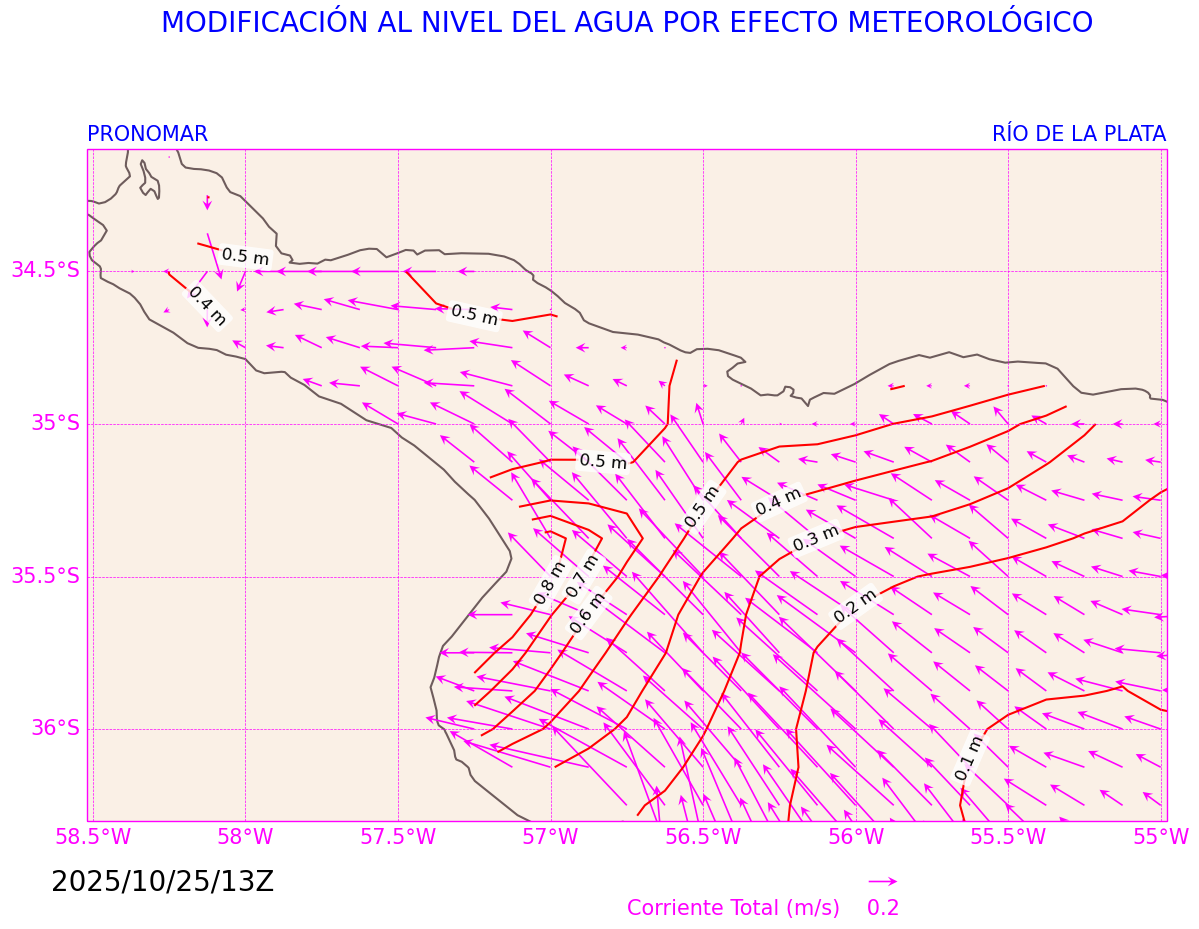 MODIFICACIÓN AL NIVEL DEL AGUA POR EFECTO METEOROLÓGICO
PRONOMAR
RÍO DE LA PLATA
0.5 m
34.5°S
0.4 m
0.5 m
35°S
0.5 m
0.5 m
0.4 m
0.3 m
35.5°S
0.8 m
0.7 m
0.6 m
0.2 m
36°S
0.1 m
58.5°W
58°W
57.5°W
57°W
56.5°W
56°W
55.5°W
55°W
2025/10/25/13Z
Corriente Total (m/s) 0.2